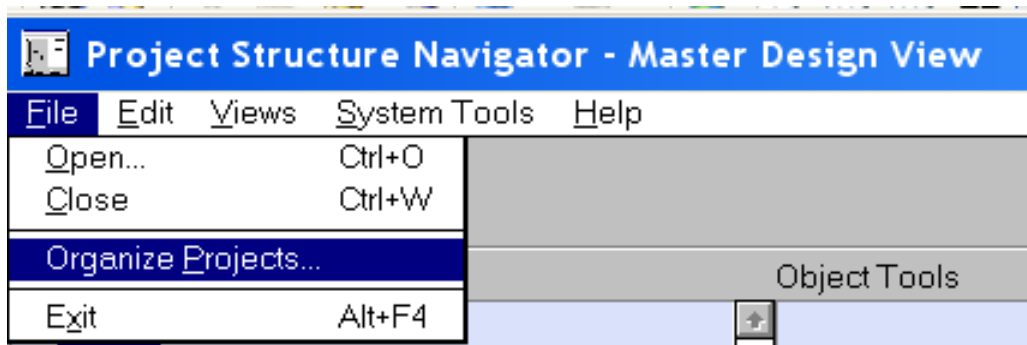 Project Structure Navigator - Master Design View
File Edit Views System Tools Help
Open... Ctrl+O
Close Ctrl+W
Organize Projects...
Object Tools
Exit Alt+F4